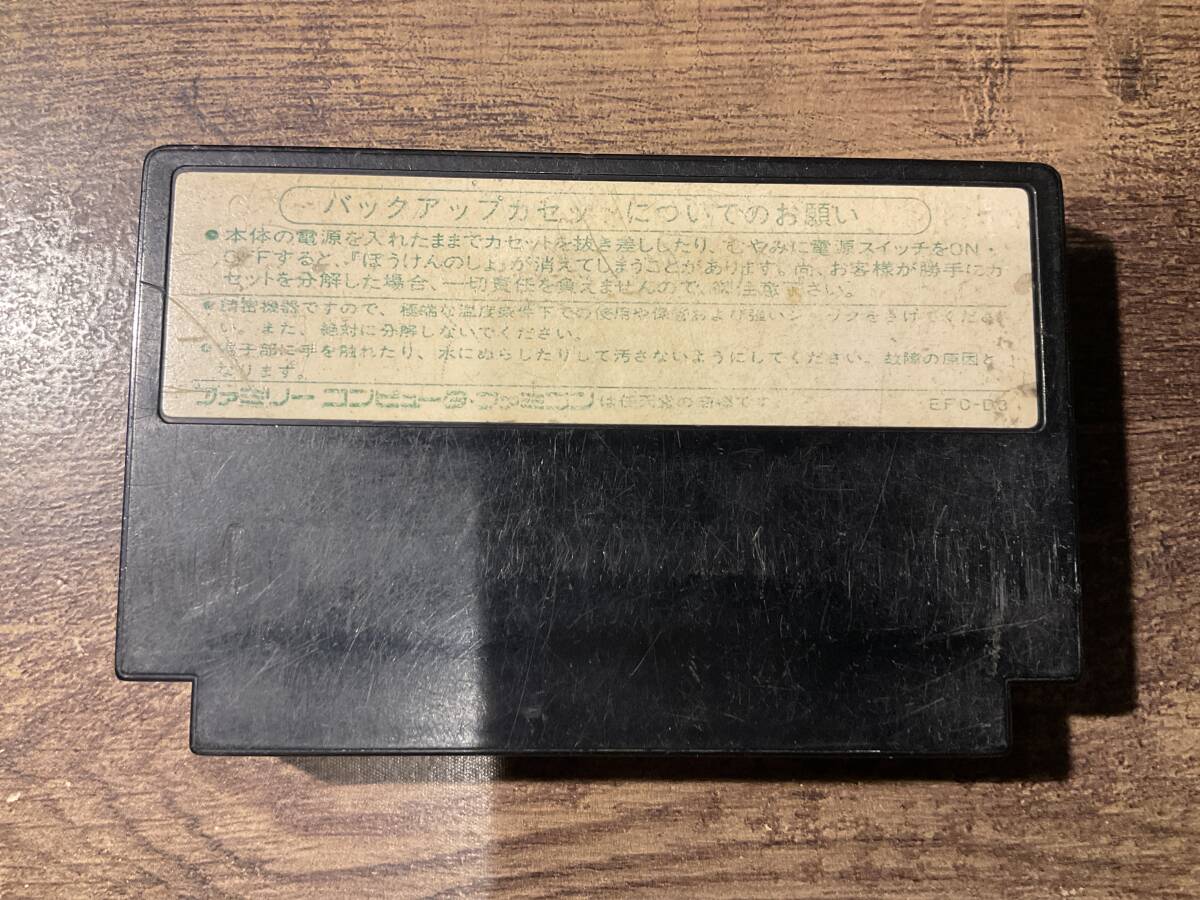 バックアップカセッ についてのお願い
●本体の電源を入れたままでカセットを抜き差ししたり、むやみに電源スイッチをON・
OFFすると、『ぼうけんのしょ』が消えてしまうことがあります。尚、お客様が勝手にカ
セットを分解した場合、一切責任を負えませんので、御注意下さい。
●精密機器ですので、極端な温度条件下での使用や保管および強いショックをさけてくださ
い。また、絶対に分解しないでください。
●端子部に手を触れたり、水にぬらしたりして汚さないようにしてください。故障の原因と
なります。
ファミリーコンピュータ・ファミコンは任天堂の商標です
EFC-D3